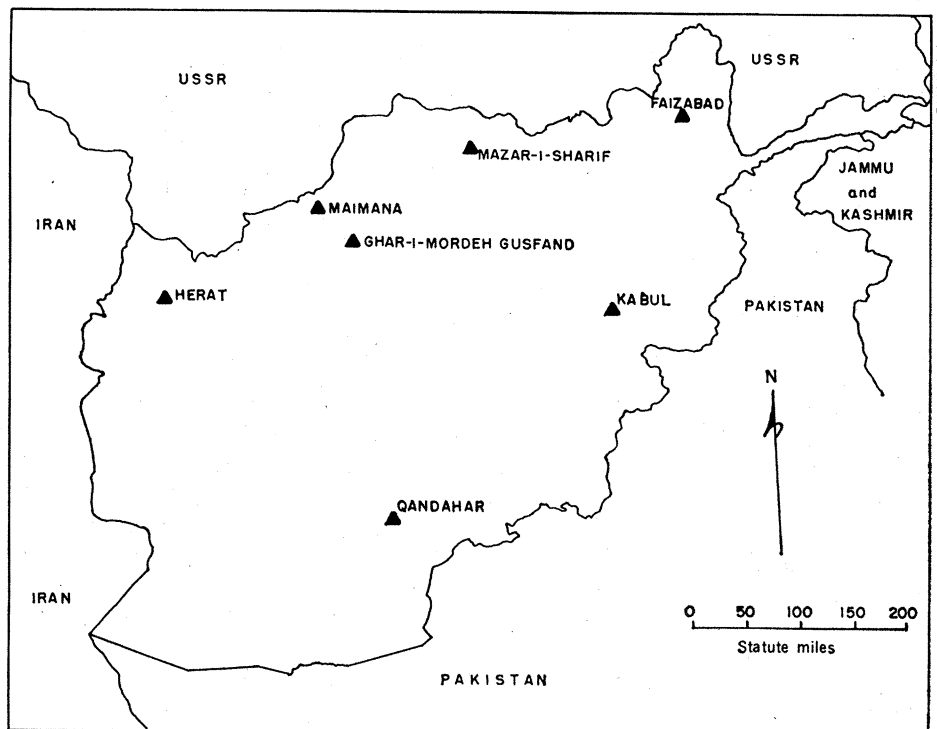 USSR
USSR
FAIZABAD
MAZAR-I-SHARIF
JAMMU
and
KASHMIR
MAIMANA
IRAN
GHAR-I-MORDEH GUSFAND
HERAT
KABUL
PAKISTAN
N
QANDAHAR
IRAN
0 50 100 150 200
Statute miles
PAKISTAN